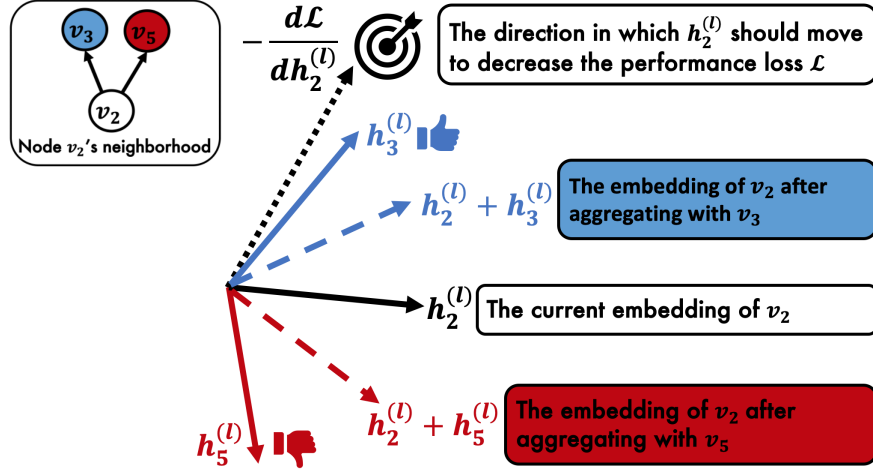 v₃
v₅
v₂
Node v₂'s neighborhood
− dℒ / dh₂⁽ˡ⁾
The direction in which h₂⁽ˡ⁾ should move
to decrease the performance loss ℒ
h₃⁽ˡ⁾
h₂⁽ˡ⁾ + h₃⁽ˡ⁾
The embedding of v₂ after
aggregating with v₃
h₂⁽ˡ⁾
The current embedding of v₂
h₅⁽ˡ⁾
h₂⁽ˡ⁾ + h₅⁽ˡ⁾
The embedding of v₂ after
aggregating with v₅